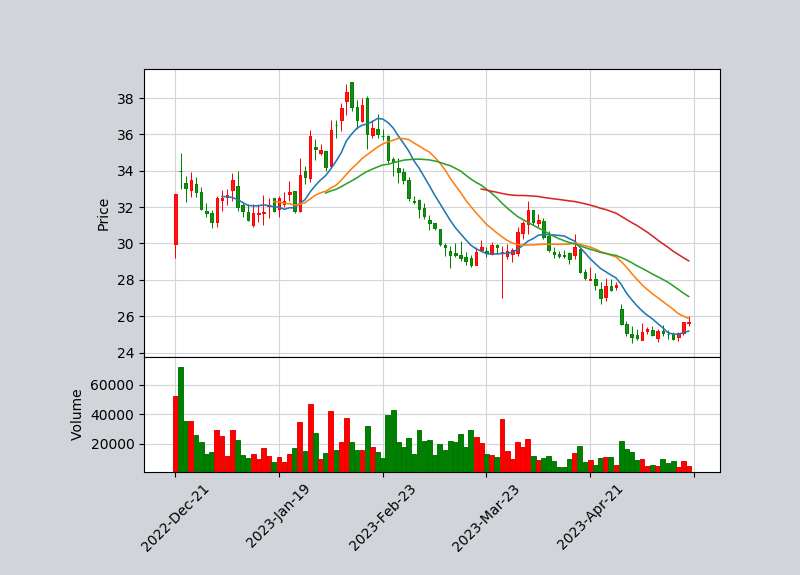 38
36
34
32
30
28
26
24
Price
60000
40000
20000
Volume
2022-Dec-21
2023-Jan-19
2023-Feb-23
2023-Mar-23
2023-Apr-21